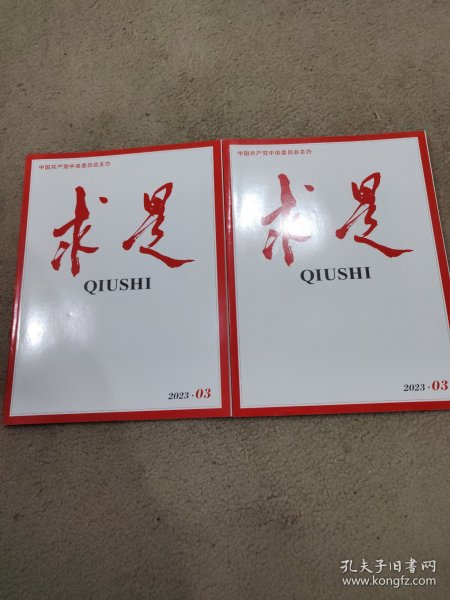 中国共产党中央委员会主办
求是
QIUSHI
2023·03
中国共产党中央委员会主办
求是
QIUSHI
2023·03
孔夫子旧书网
www.kongfz.com